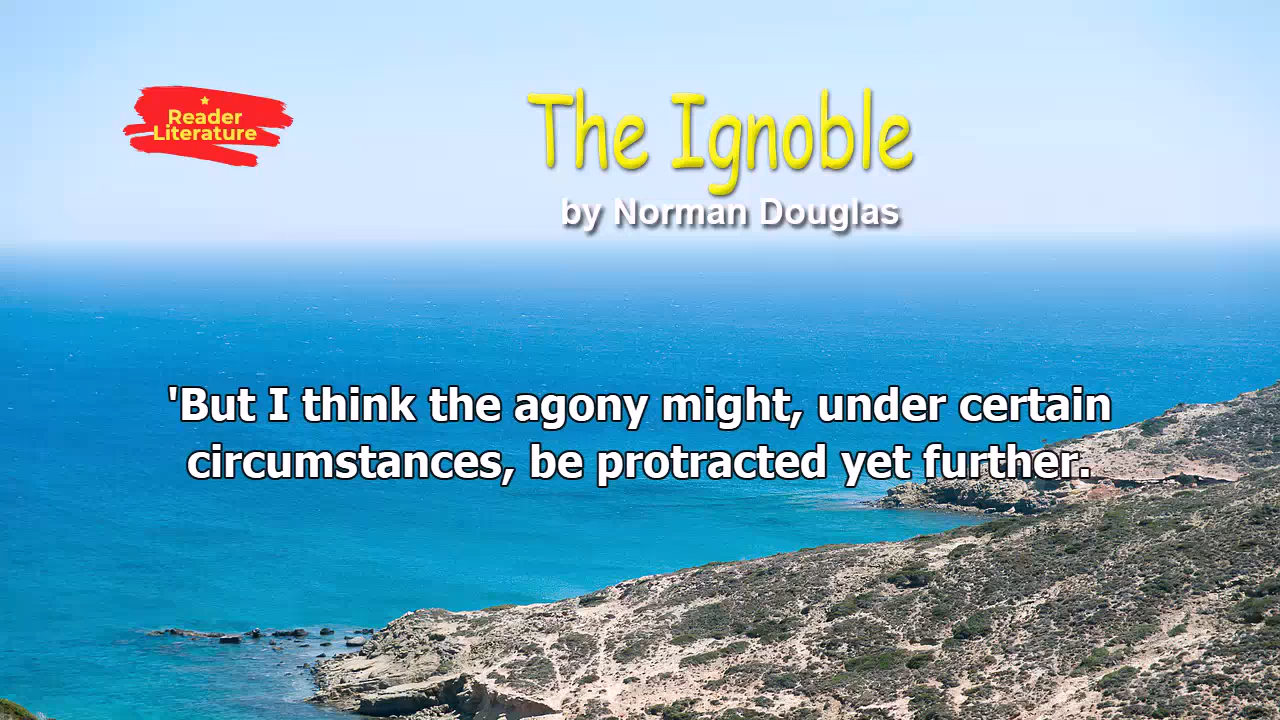 Reader
Literature
The Ignoble
by Norman Douglas
'But I think the agony might, under certain
circumstances, be protracted yet further.